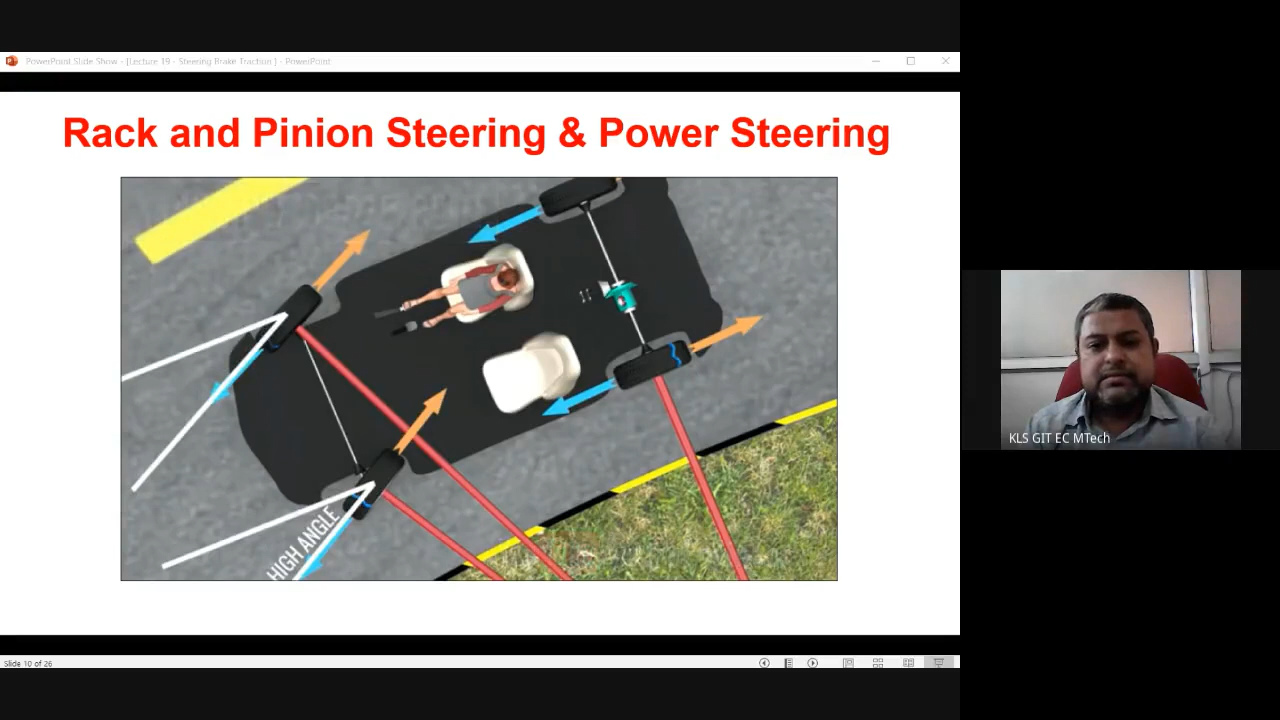 PowerPoint Slide Show - [Lecture 19 - Steering Brake Traction ] - PowerPoint
Rack and Pinion Steering & Power Steering
HIGH ANGLE
KLS GIT EC MTech
Slide 10 of 26